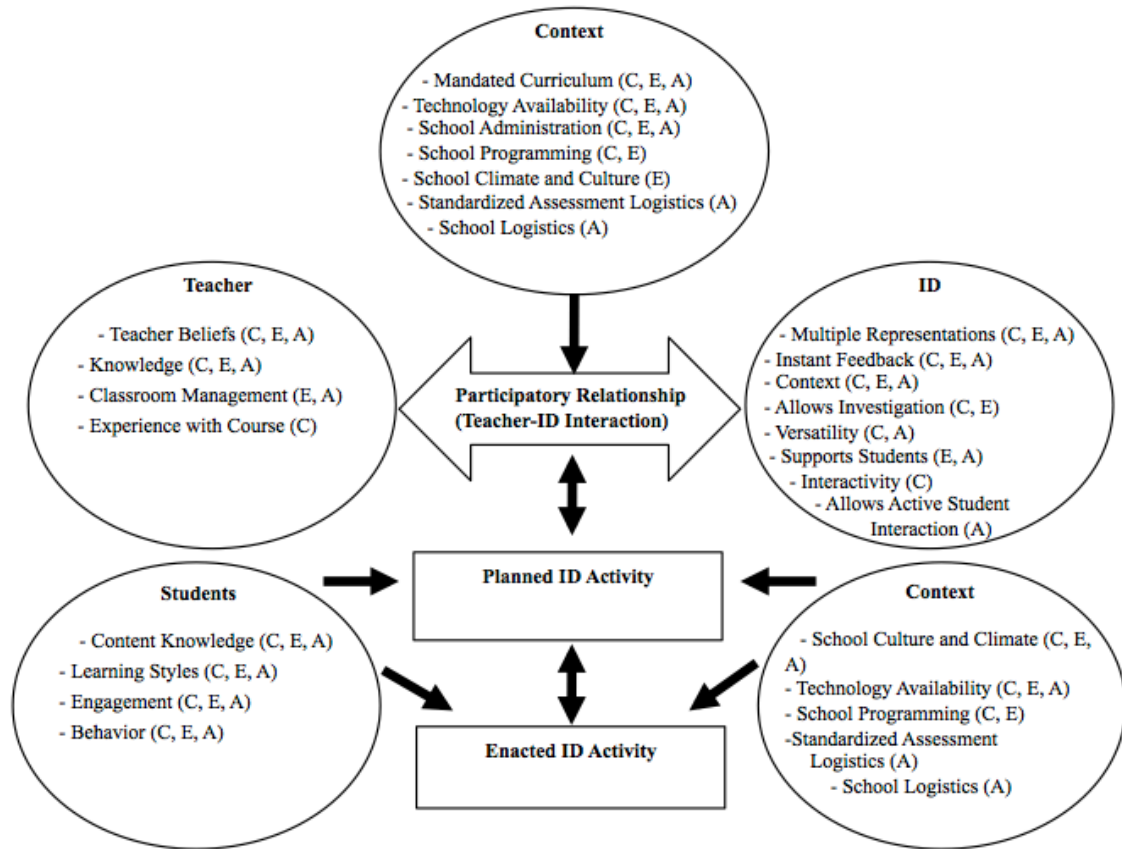 Context
- Mandated Curriculum (C, E, A)
- Technology Availability (C, E, A)
- School Administration (C, E, A)
- School Programming (C, E)
- School Climate and Culture (E)
- Standardized Assessment Logistics (A)
- School Logistics (A)
Teacher
- Teacher Beliefs (C, E, A)
- Knowledge (C, E, A)
- Classroom Management (E, A)
- Experience with Course (C)
Participatory Relationship
(Teacher-ID Interaction)
ID
- Multiple Representations (C, E, A)
- Instant Feedback (C, E, A)
- Context (C, E, A)
- Allows Investigation (C, E)
- Versatility (C, A)
- Supports Students (E, A)
- Interactivity (C)
- Allows Active Student
Interaction (A)
Students
- Content Knowledge (C, E, A)
- Learning Styles (C, E, A)
- Engagement (C, E, A)
- Behavior (C, E, A)
Planned ID Activity
Enacted ID Activity
Context
- School Culture and Climate (C, E,
A)
- Technology Availability (C, E, A)
- School Programming (C, E)
-Standardized Assessment
Logistics (A)
- School Logistics (A)